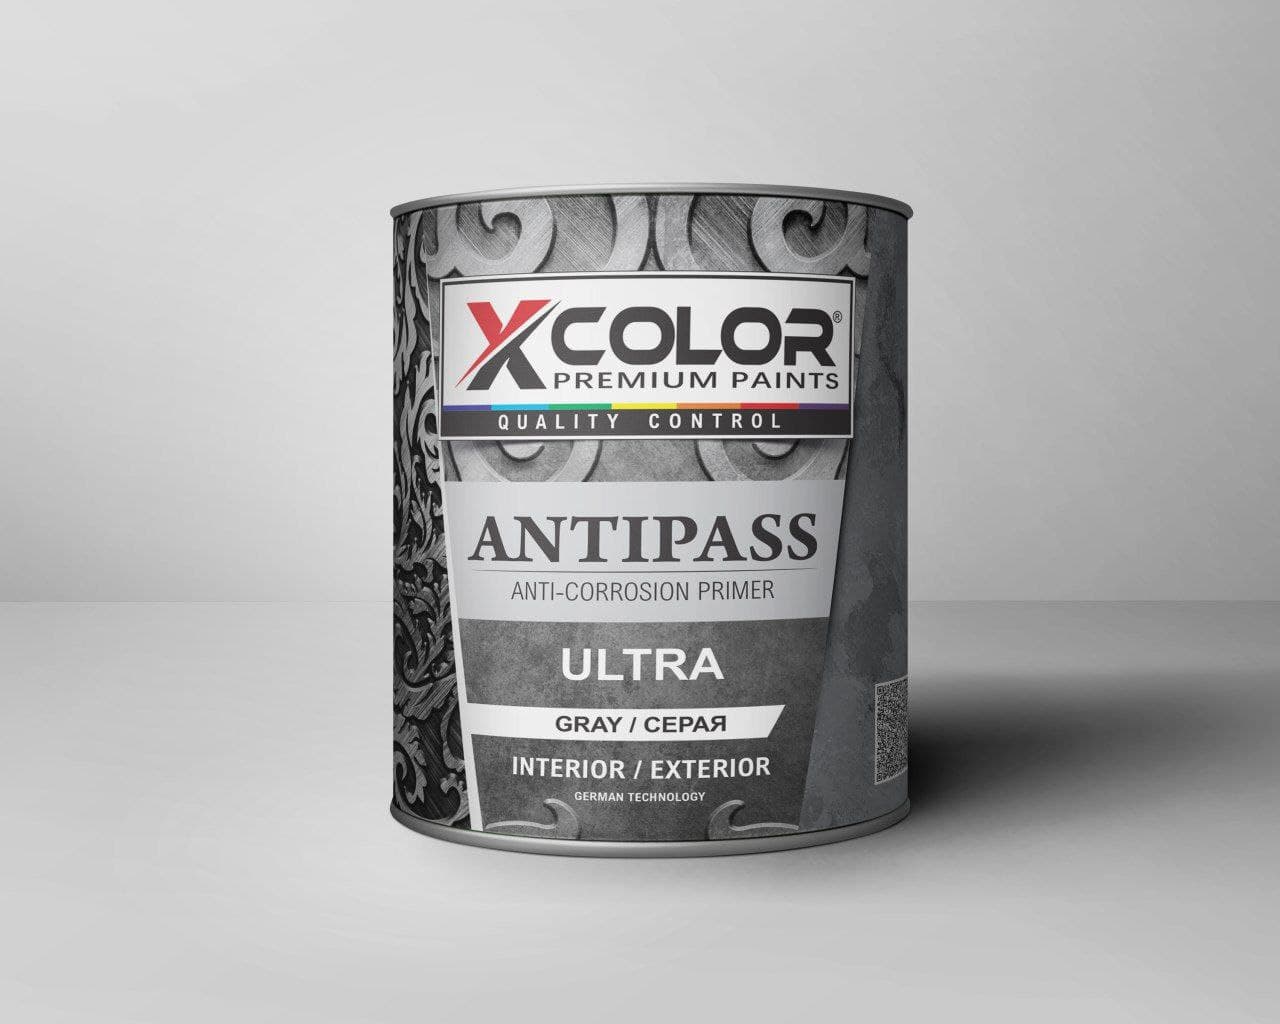 XCOLOR®
PREMIUM PAINTS
QUALITY CONTROL
ANTIPASS
ANTI-CORROSION PRIMER
ULTRA
GRAY / СЕРАЯ
INTERIOR / EXTERIOR
GERMAN TECHNOLOGY